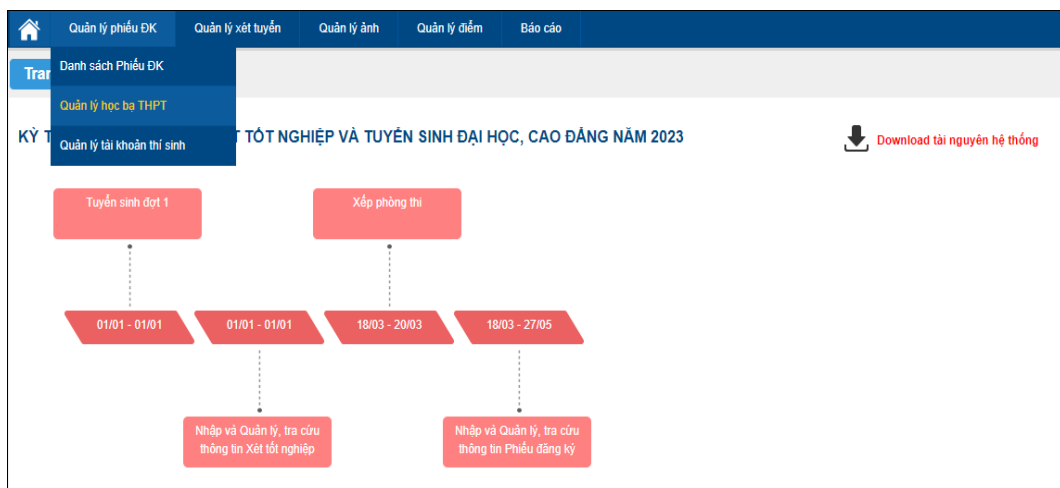 Quản lý phiếu ĐK Quản lý xét tuyển Quản lý ảnh Quản lý điểm Báo cáo
Danh sách Phiếu ĐK
Quản lý học bạ THPT
Quản lý tài khoản thí sinh
KỲ TỐT NGHIỆP VÀ TUYỂN SINH ĐẠI HỌC, CAO ĐẲNG NĂM 2023
Download tài nguyên hệ thống
Tuyển sinh đợt 1
Xếp phòng thi
01/01 - 01/01
01/01 - 01/01
18/03 - 20/03
18/03 - 27/05
Nhập và Quản lý, tra cứu
thông tin Xét tốt nghiệp
Nhập và Quản lý, tra cứu
thông tin Phiếu đăng ký